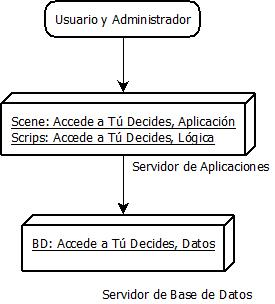 Usuario y Administrador
Scene: Accede a Tú Decides, Aplicación
Scrips: Accede a Tú Decides, Lógica
Servidor de Aplicaciones
BD: Accede a Tú Decides, Datos
Servidor de Base de Datos